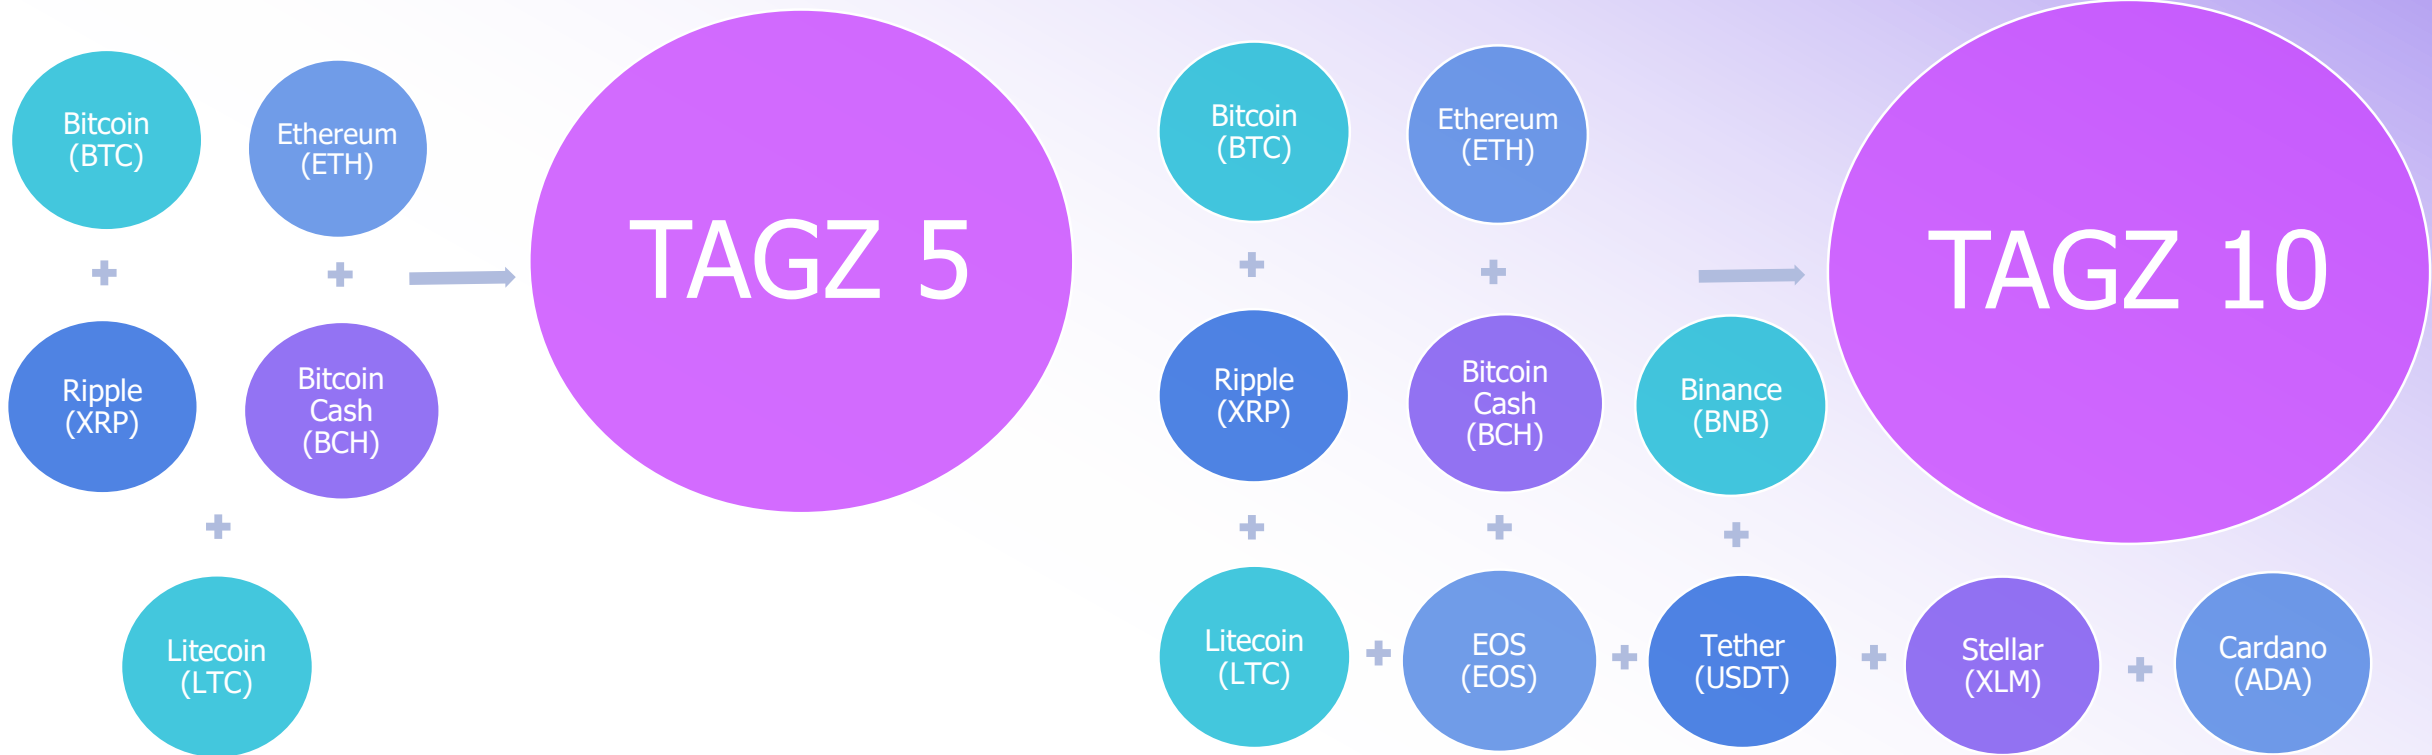 Bitcoin
(BTC)
Ethereum
(ETH)
Ripple
(XRP)
Bitcoin
Cash
(BCH)
Litecoin
(LTC)
TAGZ 5
Bitcoin
(BTC)
Ethereum
(ETH)
Ripple
(XRP)
Bitcoin
Cash
(BCH)
Binance
(BNB)
Litecoin
(LTC)
EOS
(EOS)
Tether
(USDT)
Stellar
(XLM)
Cardano
(ADA)
TAGZ 10